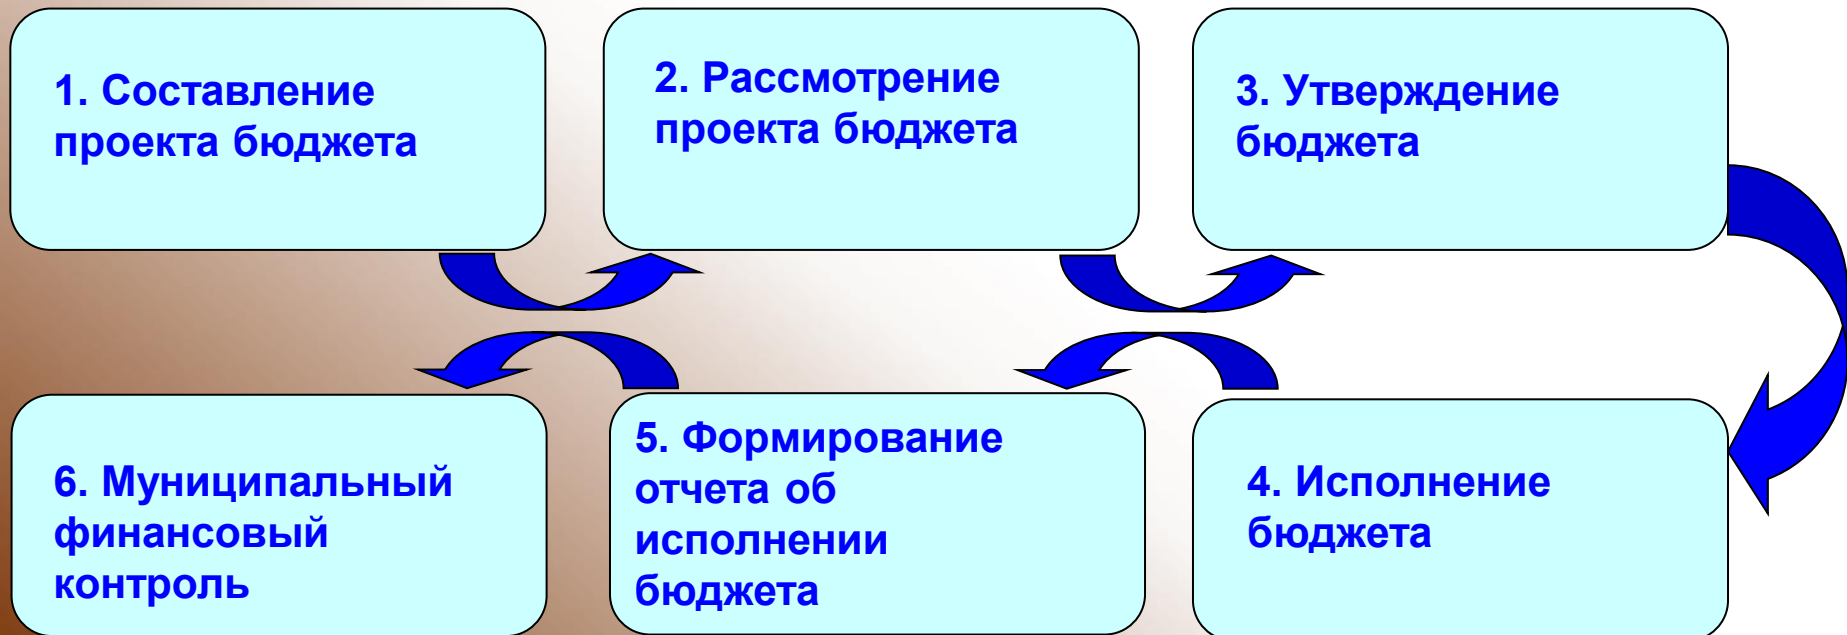 1. Составление
проекта бюджета
2. Рассмотрение
проекта бюджета
3. Утверждение
бюджета
4. Исполнение
бюджета
5. Формирование
отчета об
исполнении
бюджета
6. Муниципальный
финансовый
контроль